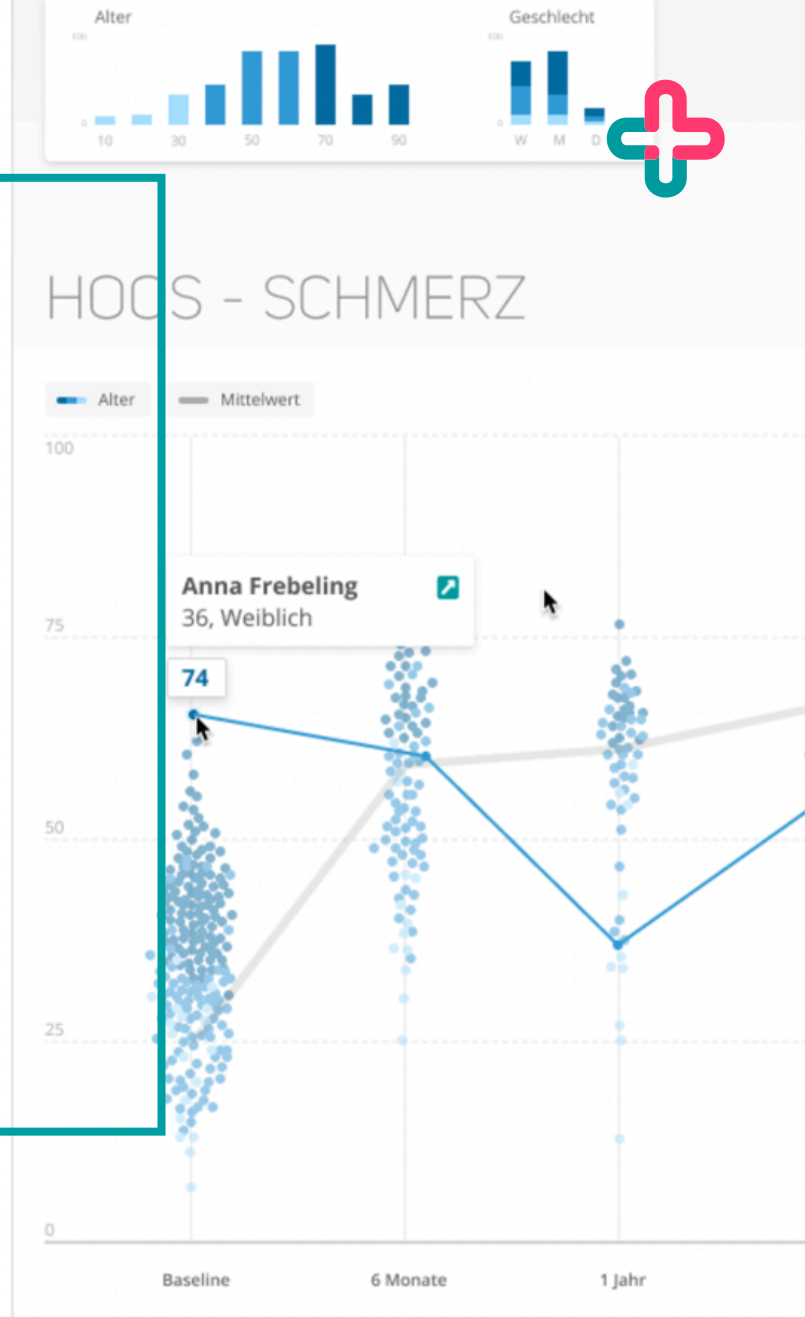 Alter
Geschlecht
100
100
0
0
10
30
50
70
90
W
M
D
HOOS - SCHMERZ
Alter
Mittelwert
100
Anna Frebeling
36, Weiblich
75
74
50
25
0
Baseline
6 Monate
1 Jahr